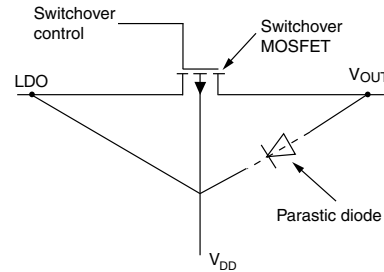 Switchover
control
Switchover
MOSFET
LDO
VOUT
Parastic diode
VDD